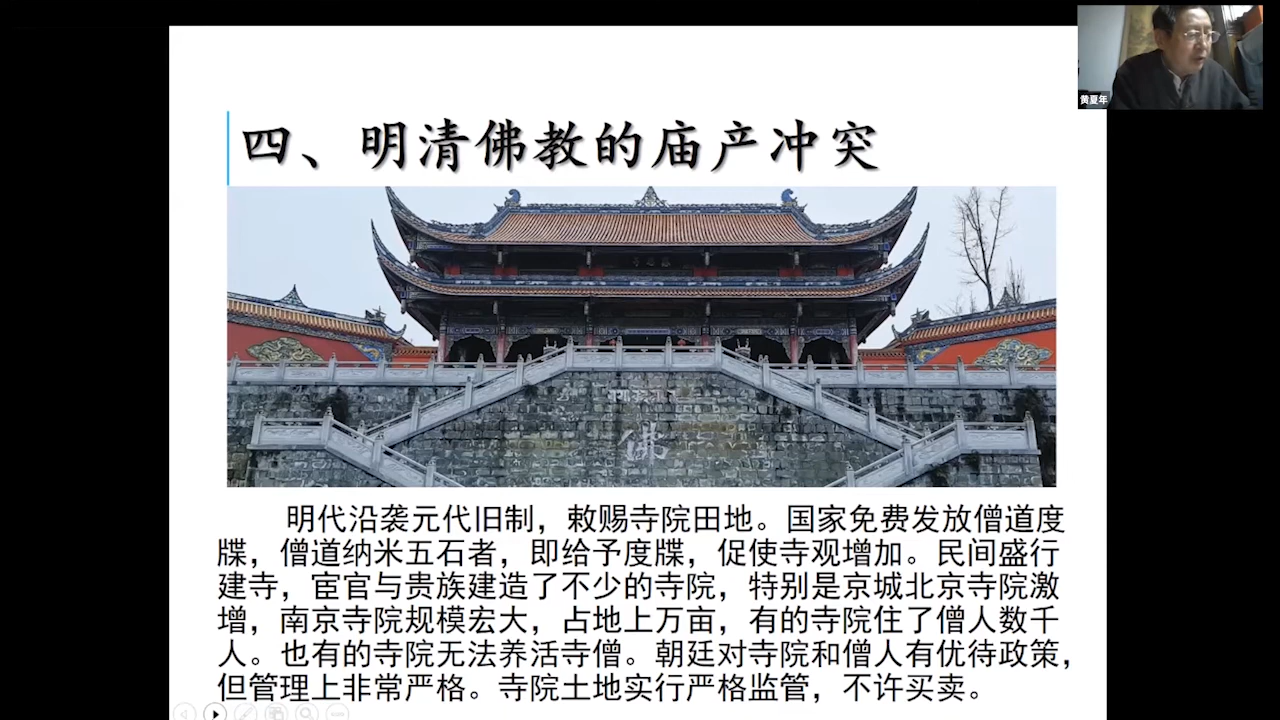 黄夏年
四、明清佛教的庙产冲突
佛
明代沿袭元代旧制，敕赐寺院田地。国家免费发放僧道度
牒，僧道纳米五石者，即给予度牒，促使寺观增加。民间盛行
建寺，宦官与贵族建造了不少的寺院，特别是京城北京寺院激
增，南京寺院规模宏大，占地上万亩，有的寺院住了僧人数千
人。也有的寺院无法养活寺僧。朝廷对寺院和僧人有优待政策，
但管理上非常严格。寺院土地实行严格监管，不许买卖。